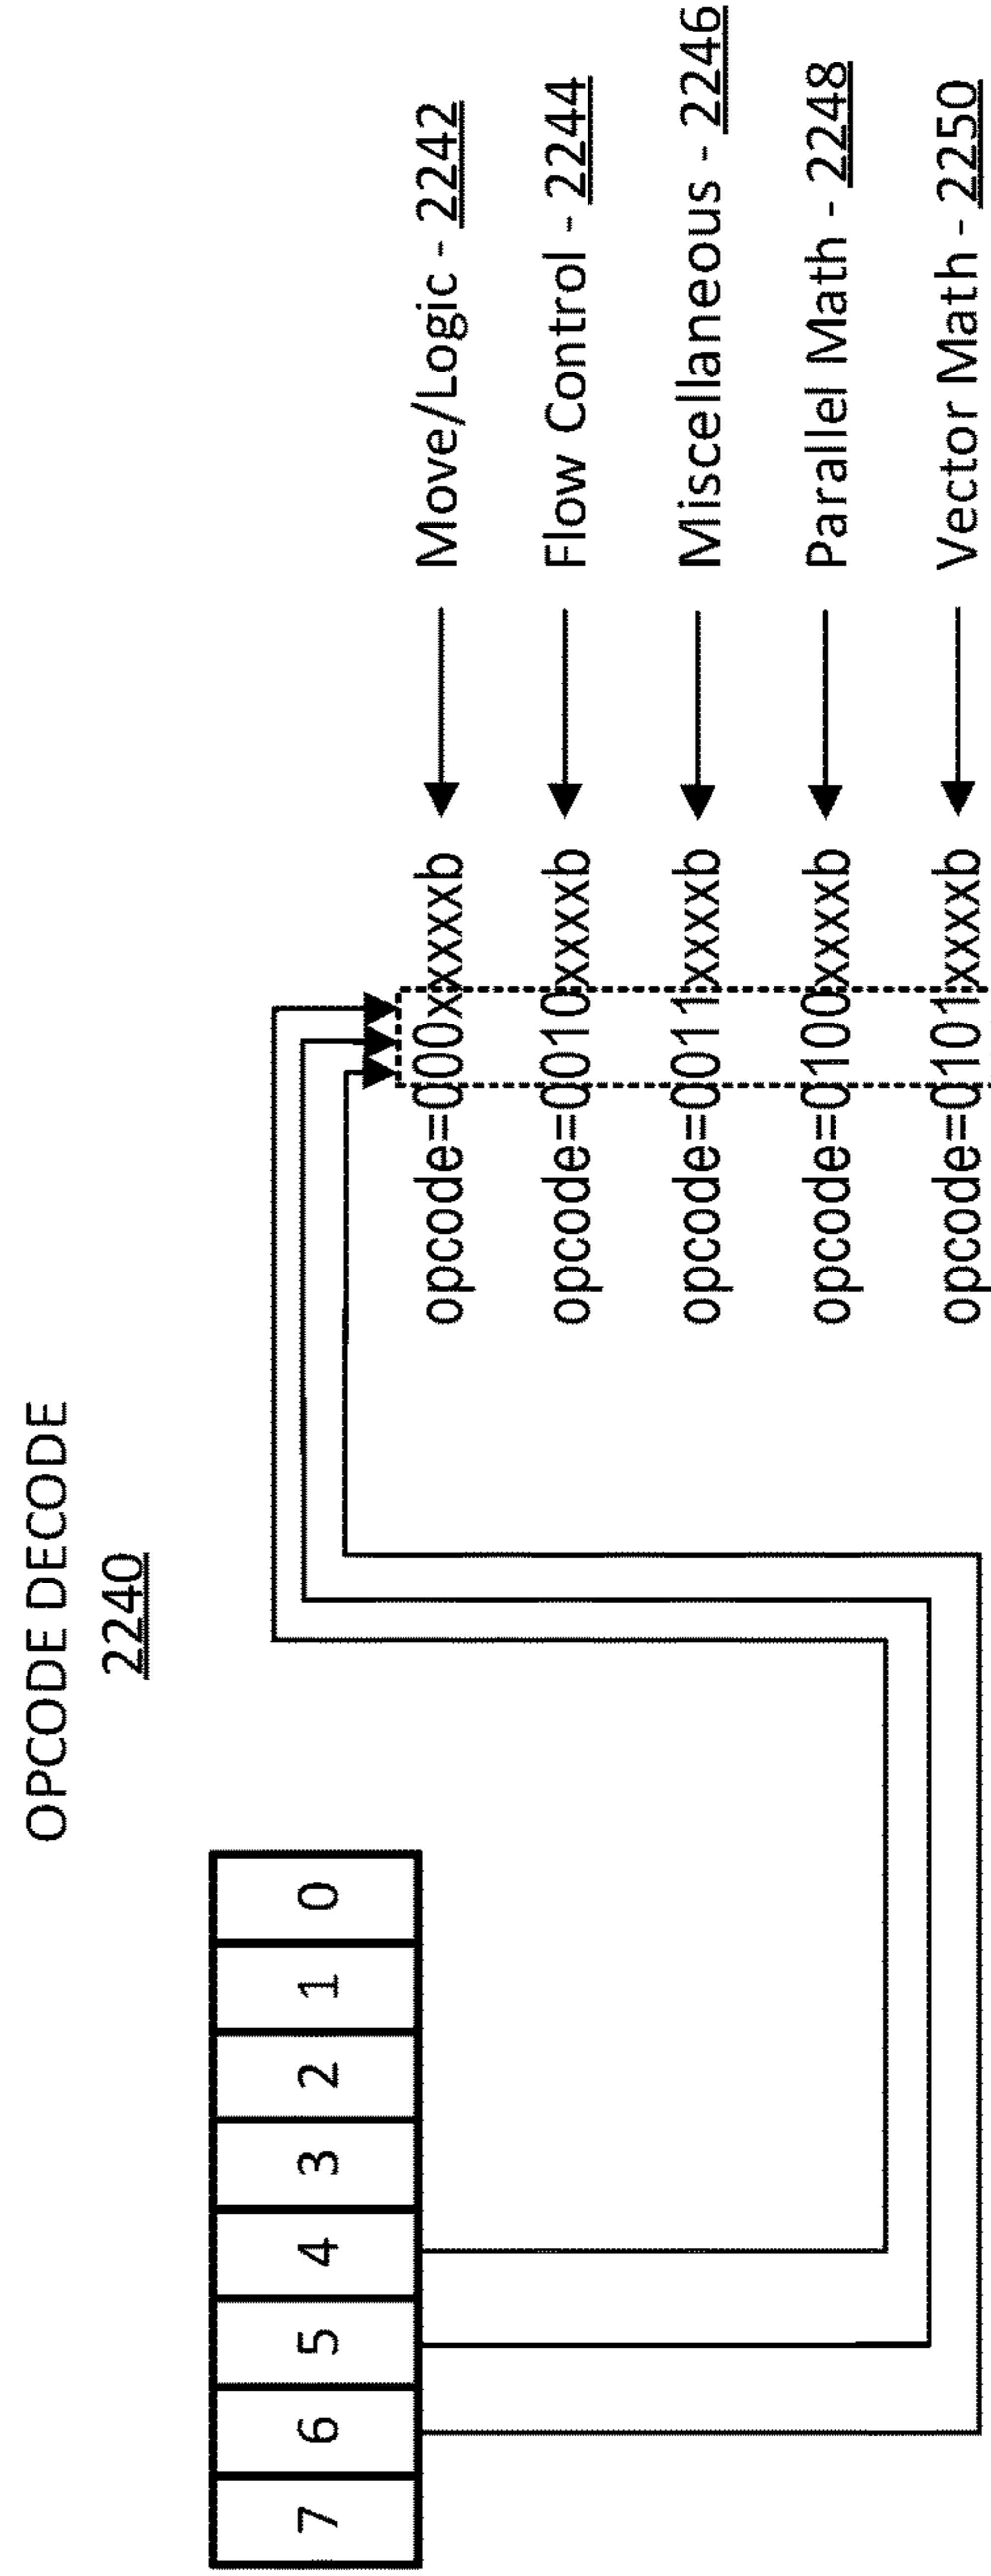 OPCODE DECODE
2240
7 6 5 4 3 2 1 0
opcode=000xxxxxb Move/Logic - 2242
opcode=0010xxxxb Flow Control - 2244
opcode=0011xxxxb Miscellaneous - 2246
opcode=0100xxxxb Parallel Math - 2248
opcode=0101xxxxb Vector Math - 2250